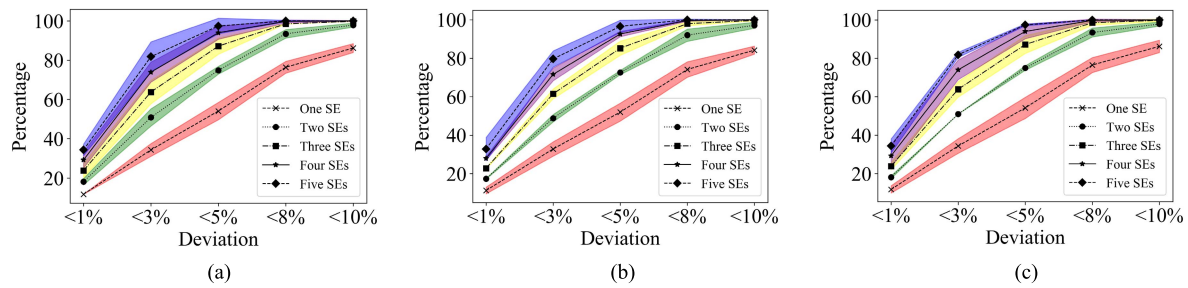 100
80
60
40
20
Percentage
<1%
<3%
<5%
<8%
<10%
Deviation
One SE
Two SEs
Three SEs
Four SEs
Five SEs
(a)
100
80
60
40
20
Percentage
<1%
<3%
<5%
<8%
<10%
Deviation
One SE
Two SEs
Three SEs
Four SEs
Five SEs
(b)
100
80
60
40
20
Percentage
<1%
<3%
<5%
<8%
<10%
Deviation
One SE
Two SEs
Three SEs
Four SEs
Five SEs
(c)